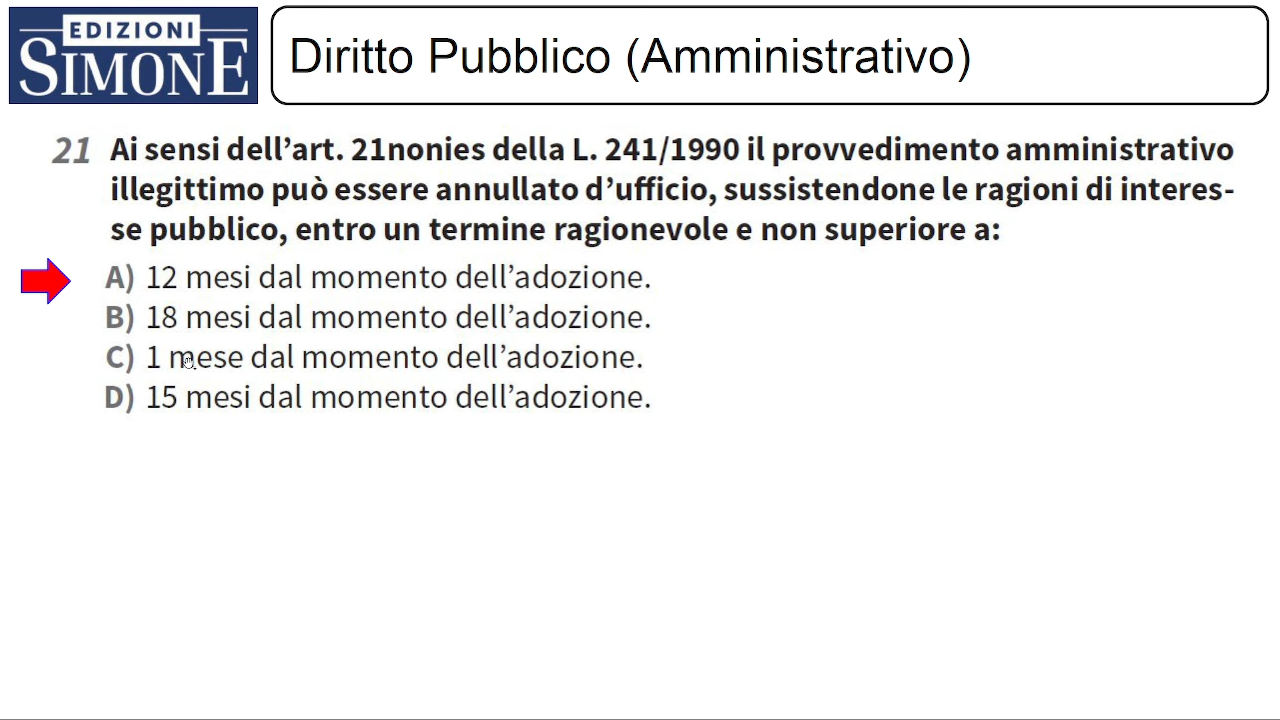 EDIZIONI
SIMONE
Diritto Pubblico (Amministrativo)
21 Ai sensi dell’art. 21nonies della L. 241/1990 il provvedimento amministrativo
illegittimo può essere annullato d’ufficio, sussistendone le ragioni di interes-
se pubblico, entro un termine ragionevole e non superiore a:
A) 12 mesi dal momento dell’adozione.
B) 18 mesi dal momento dell’adozione.
C) 1 mese dal momento dell’adozione.
D) 15 mesi dal momento dell’adozione.